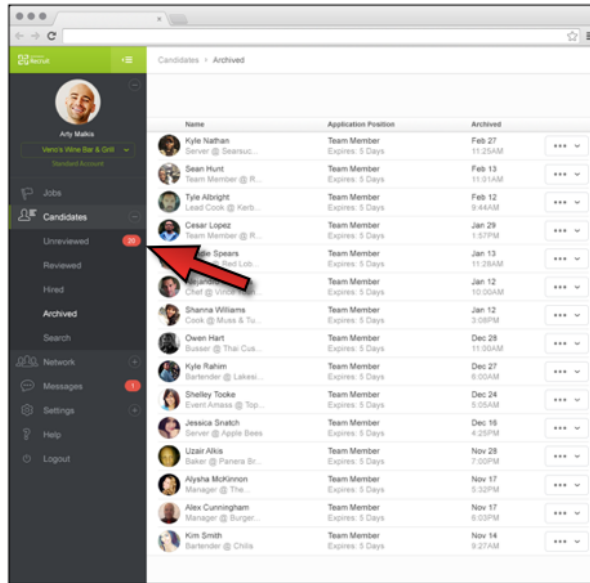 Recruit
Candidates › Archived
Arty Malkis
Veno's Wine Bar & Grill
Standard Account
Jobs
Candidates
Unreviewed 20
Reviewed
Hired
Archived
Search
Network
Messages 1
Settings
Help
Logout
Name Application Position Archived
Kyle Nathan Team Member Feb 27
Server @ Searsuc... Expires: 5 Days 11:25AM
Sean Hunt Team Member Feb 13
Team Member @ R... Expires: 5 Days 11:01AM
Tyle Albright Team Member Feb 12
Lead Cook @ Kerb... Expires: 5 Days 9:44AM
Cesar Lopez Team Member Jan 29
Team Member @ R... Expires: 5 Days 1:57PM
Spears Team Member Jan 13
@ Red Lob... Expires: 5 Days 11:28AM
Team Member Jan 12
Chef @ Expires: 5 Days 10:00AM
Shanna Williams Team Member Jan 12
Cook @ Muss & Tu... Expires: 5 Days 3:08PM
Owen Hart Team Member Dec 28
Busser @ Thai Cus... Expires: 5 Days 11:00AM
Kyle Rahim Team Member Dec 27
Bartender @ Lakesi... Expires: 5 Days 6:00AM
Shelley Tooke Team Member Dec 24
Event Amass @ Top... Expires: 5 Days 5:05AM
Jessica Snatch Team Member Dec 16
Server @ Apple Bees Expires: 5 Days 4:25PM
Uzair Alkis Team Member Nov 28
Baker @ Panera Br... Expires: 5 Days 7:00PM
Alysha McKinnon Team Member Nov 17
Manager @ The... Expires: 5 Days 5:32PM
Alex Cunningham Team Member Nov 17
Manager @ Burger... Expires: 5 Days 6:03PM
Kim Smith Team Member Nov 14
Bartender @ Chilis Expires: 5 Days 9:27AM